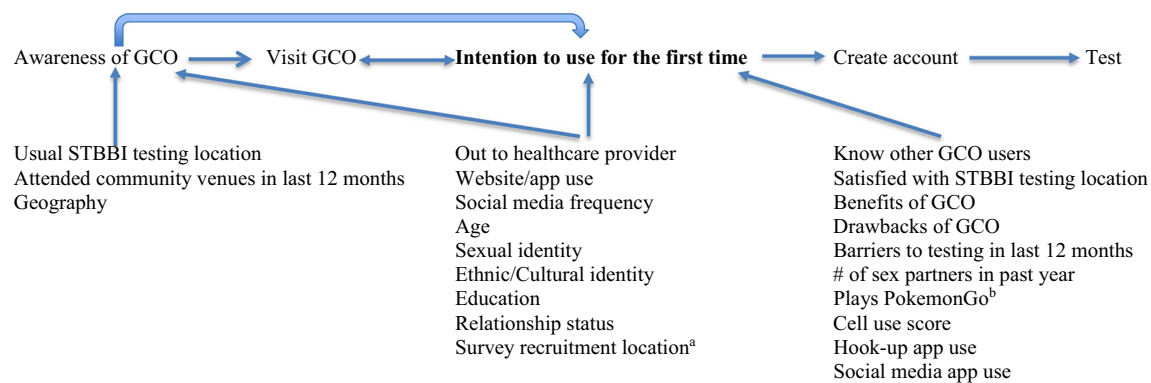 Awareness of GCO Visit GCO Intention to use for the first time Create account Test
Usual STBBI testing location
Attended community venues in last 12 months
Geography
Out to healthcare provider
Website/app use
Social media frequency
Age
Sexual identity
Ethnic/Cultural identity
Education
Relationship status
Survey recruitment locationᵃ
Know other GCO users
Satisfied with STBBI testing location
Benefits of GCO
Drawbacks of GCO
Barriers to testing in last 12 months
# of sex partners in past year
Plays PokemonGoᵇ
Cell use score
Hook-up app use
Social media app use